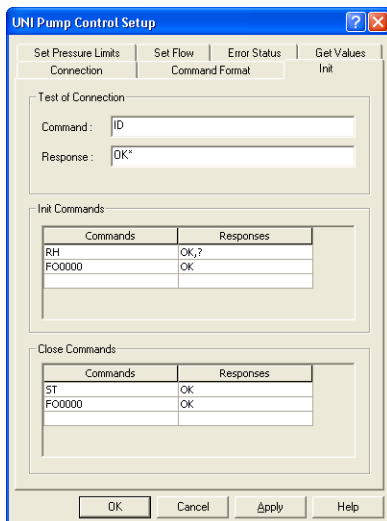 UNI Pump Control Setup
Set Pressure Limits Set Flow Error Status Get Values
Connection Command Format Init
Test of Connection
Command : ID
Response : OK*
Init Commands
Commands Responses
RH OK,?
FO0000 OK
Close Commands
Commands Responses
ST OK
FO0000 OK
OK Cancel Apply Help